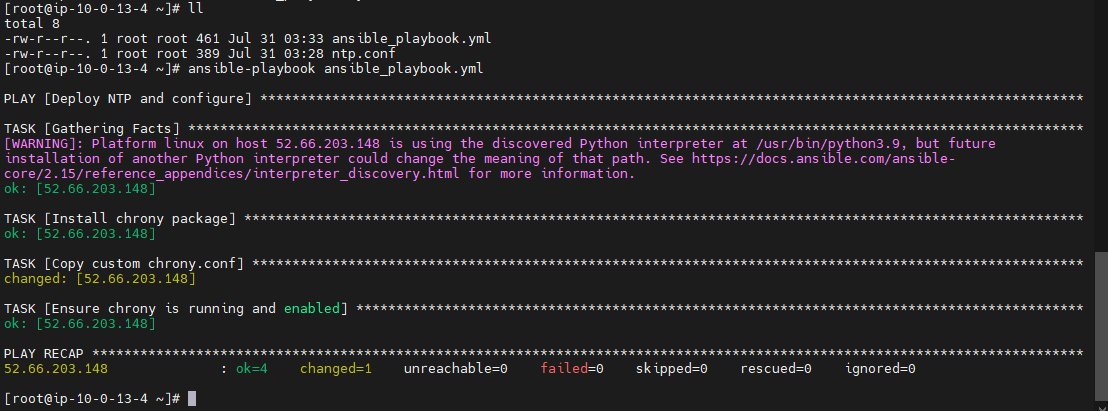 [root@ip-10-0-13-4 ~]# ll
total 8
-rw-r--r--. 1 root root 461 Jul 31 03:33 ansible_playbook.yml
-rw-r--r--. 1 root root 389 Jul 31 03:28 ntp.conf
[root@ip-10-0-13-4 ~]# ansible-playbook ansible_playbook.yml
PLAY [Deploy NTP and configure] *******************************************************************************************************
TASK [Gathering Facts] ****************************************************************************************************************
[WARNING]: Platform linux on host 52.66.203.148 is using the discovered Python interpreter at /usr/bin/python3.9, but future
installation of another Python interpreter could change the meaning of that path. See https://docs.ansible.com/ansible-
core/2.15/reference_appendices/interpreter_discovery.html for more information.
ok: [52.66.203.148]
TASK [Install chrony package] *********************************************************************************************************
ok: [52.66.203.148]
TASK [Copy custom chrony.conf] ********************************************************************************************************
changed: [52.66.203.148]
TASK [Ensure chrony is running and enabled] *******************************************************************************************
ok: [52.66.203.148]
PLAY RECAP ****************************************************************************************************************************
52.66.203.148              : ok=4    changed=1    unreachable=0    failed=0    skipped=0    rescued=0    ignored=0
[root@ip-10-0-13-4 ~]#